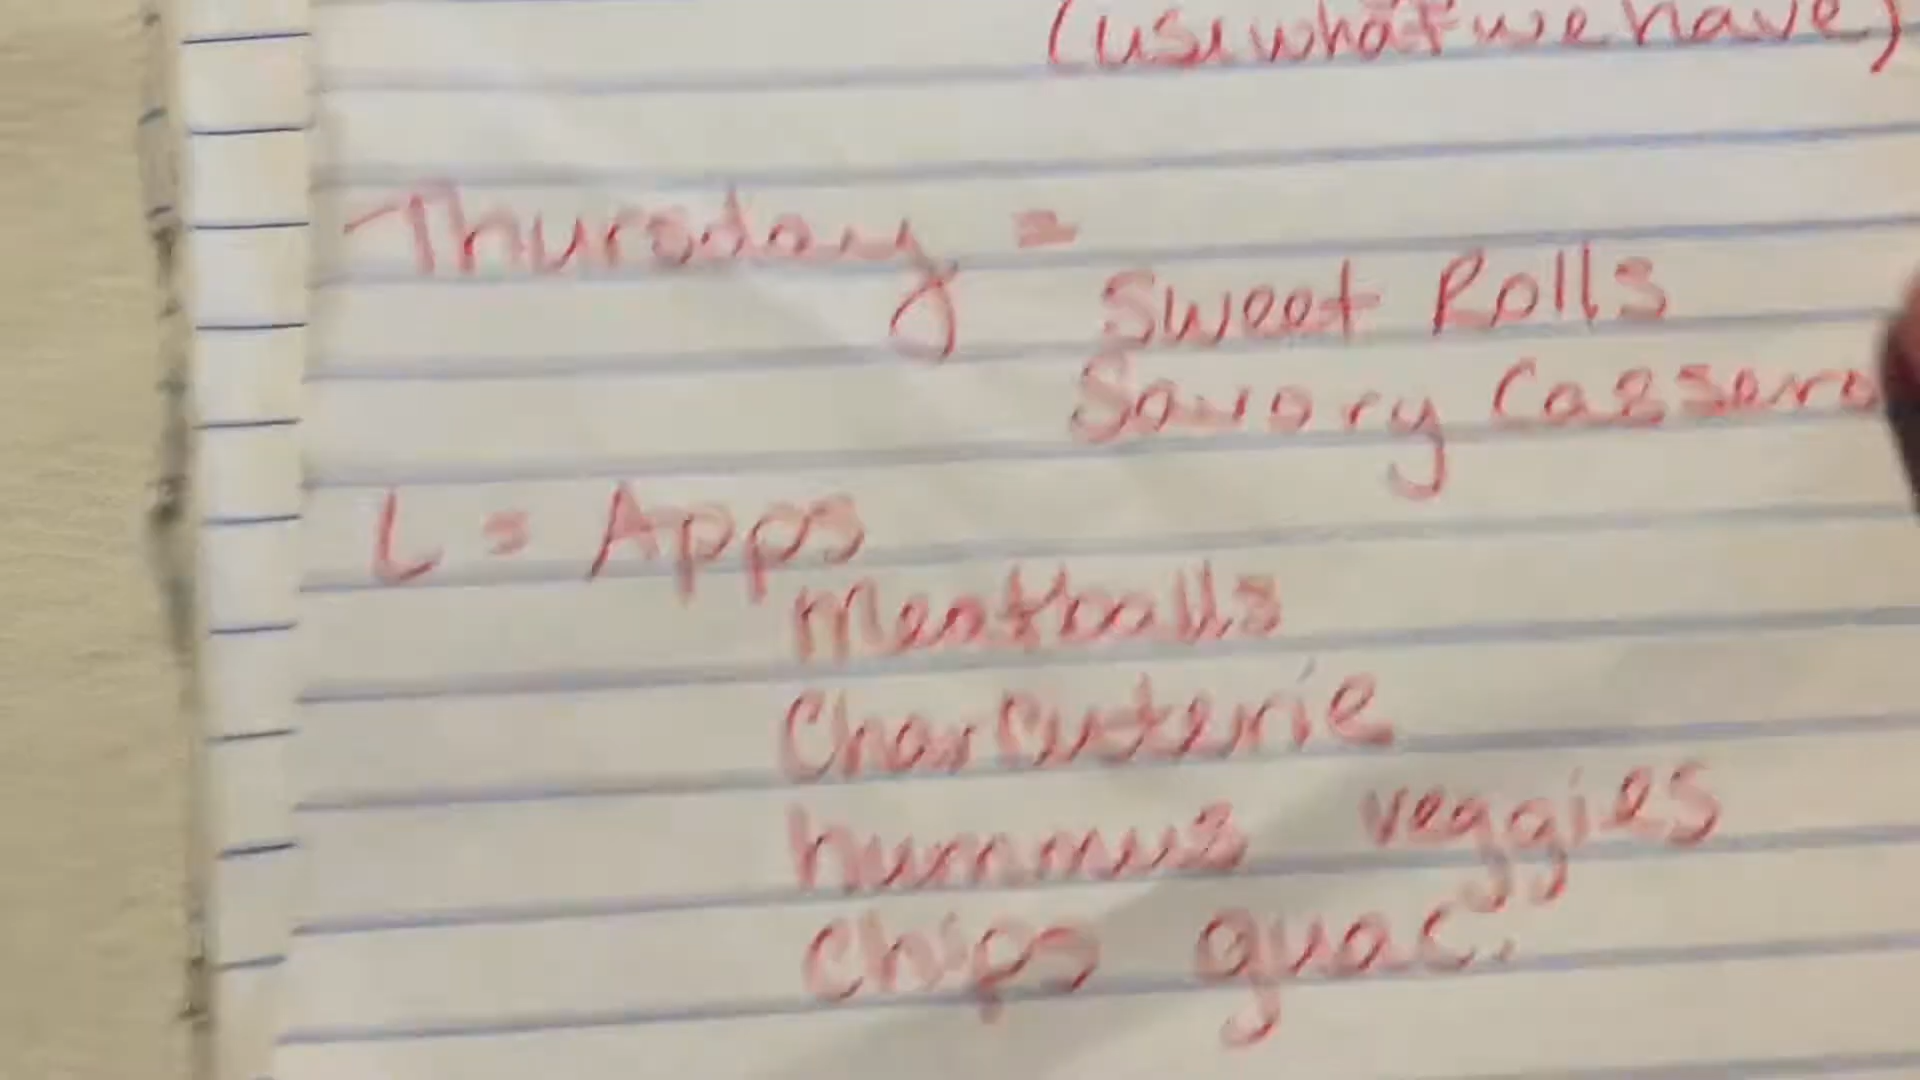 (use what we have)
Thursday =
Sweet Rolls
Savory Cassero
L = Apps
Meatballs
Charcuterie
hummus veggies
Chips guac.